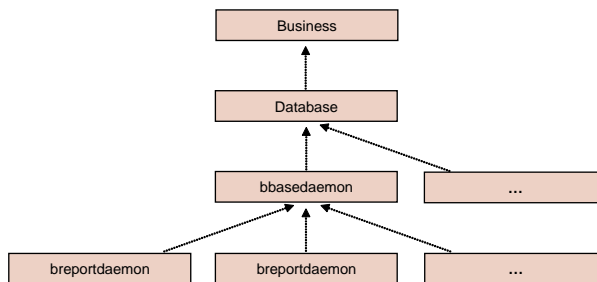 Business
Database
bbasedaemon
...
breportdaemon
breportdaemon
...